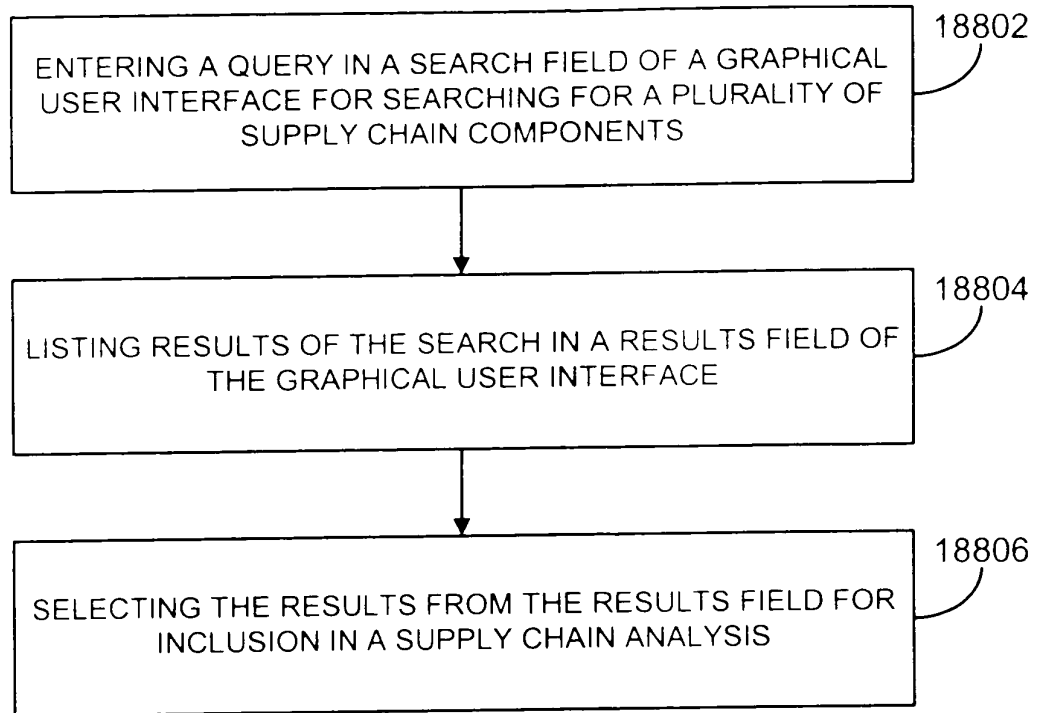 18802
ENTERING A QUERY IN A SEARCH FIELD OF A GRAPHICAL
USER INTERFACE FOR SEARCHING FOR A PLURALITY OF
SUPPLY CHAIN COMPONENTS
18804
LISTING RESULTS OF THE SEARCH IN A RESULTS FIELD OF
THE GRAPHICAL USER INTERFACE
18806
SELECTING THE RESULTS FROM THE RESULTS FIELD FOR
INCLUSION IN A SUPPLY CHAIN ANALYSIS